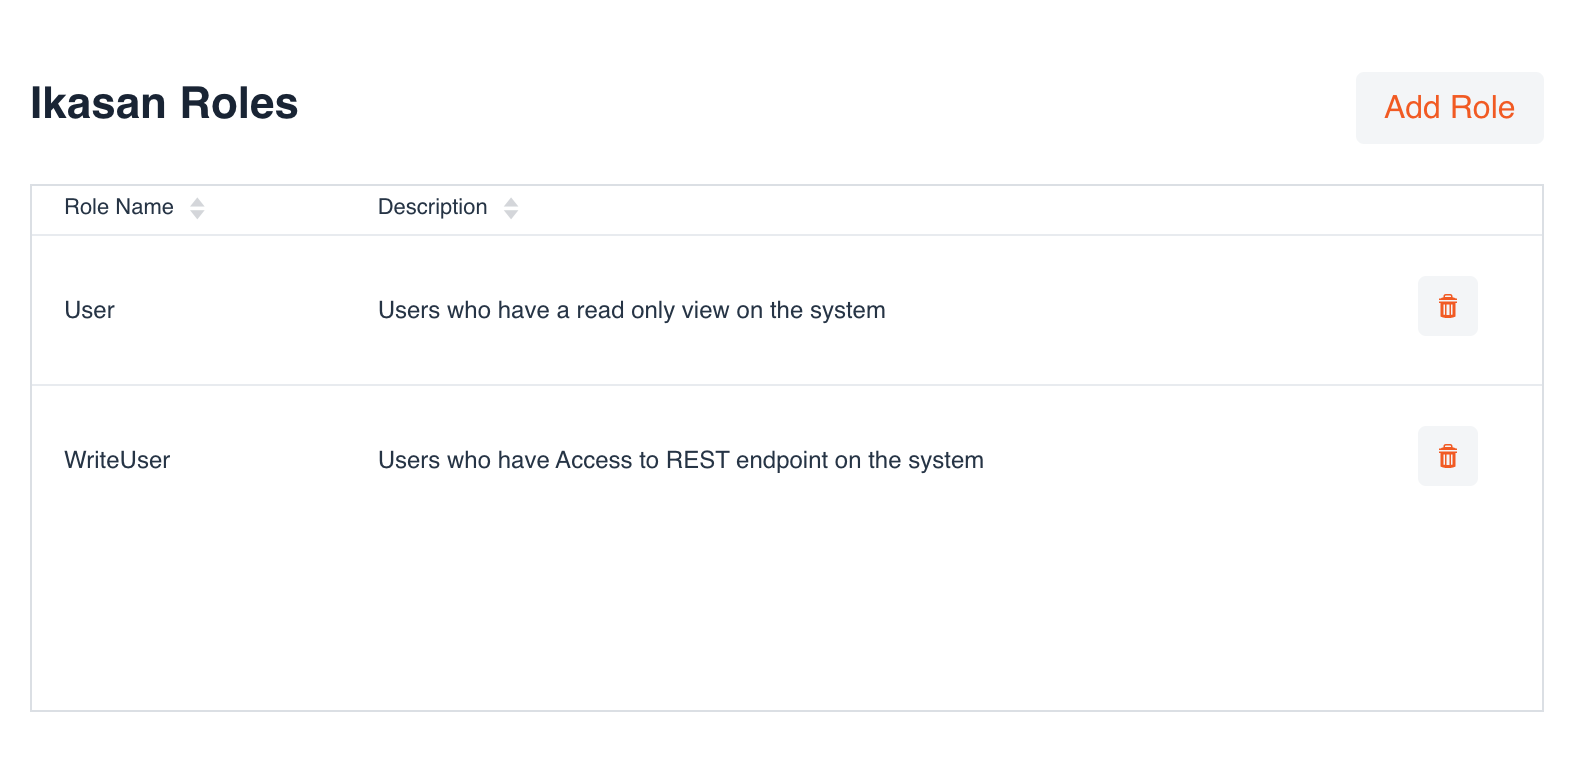 Ikasan Roles
Add Role
Role Name Description
User Users who have a read only view on the system
WriteUser Users who have Access to REST endpoint on the system